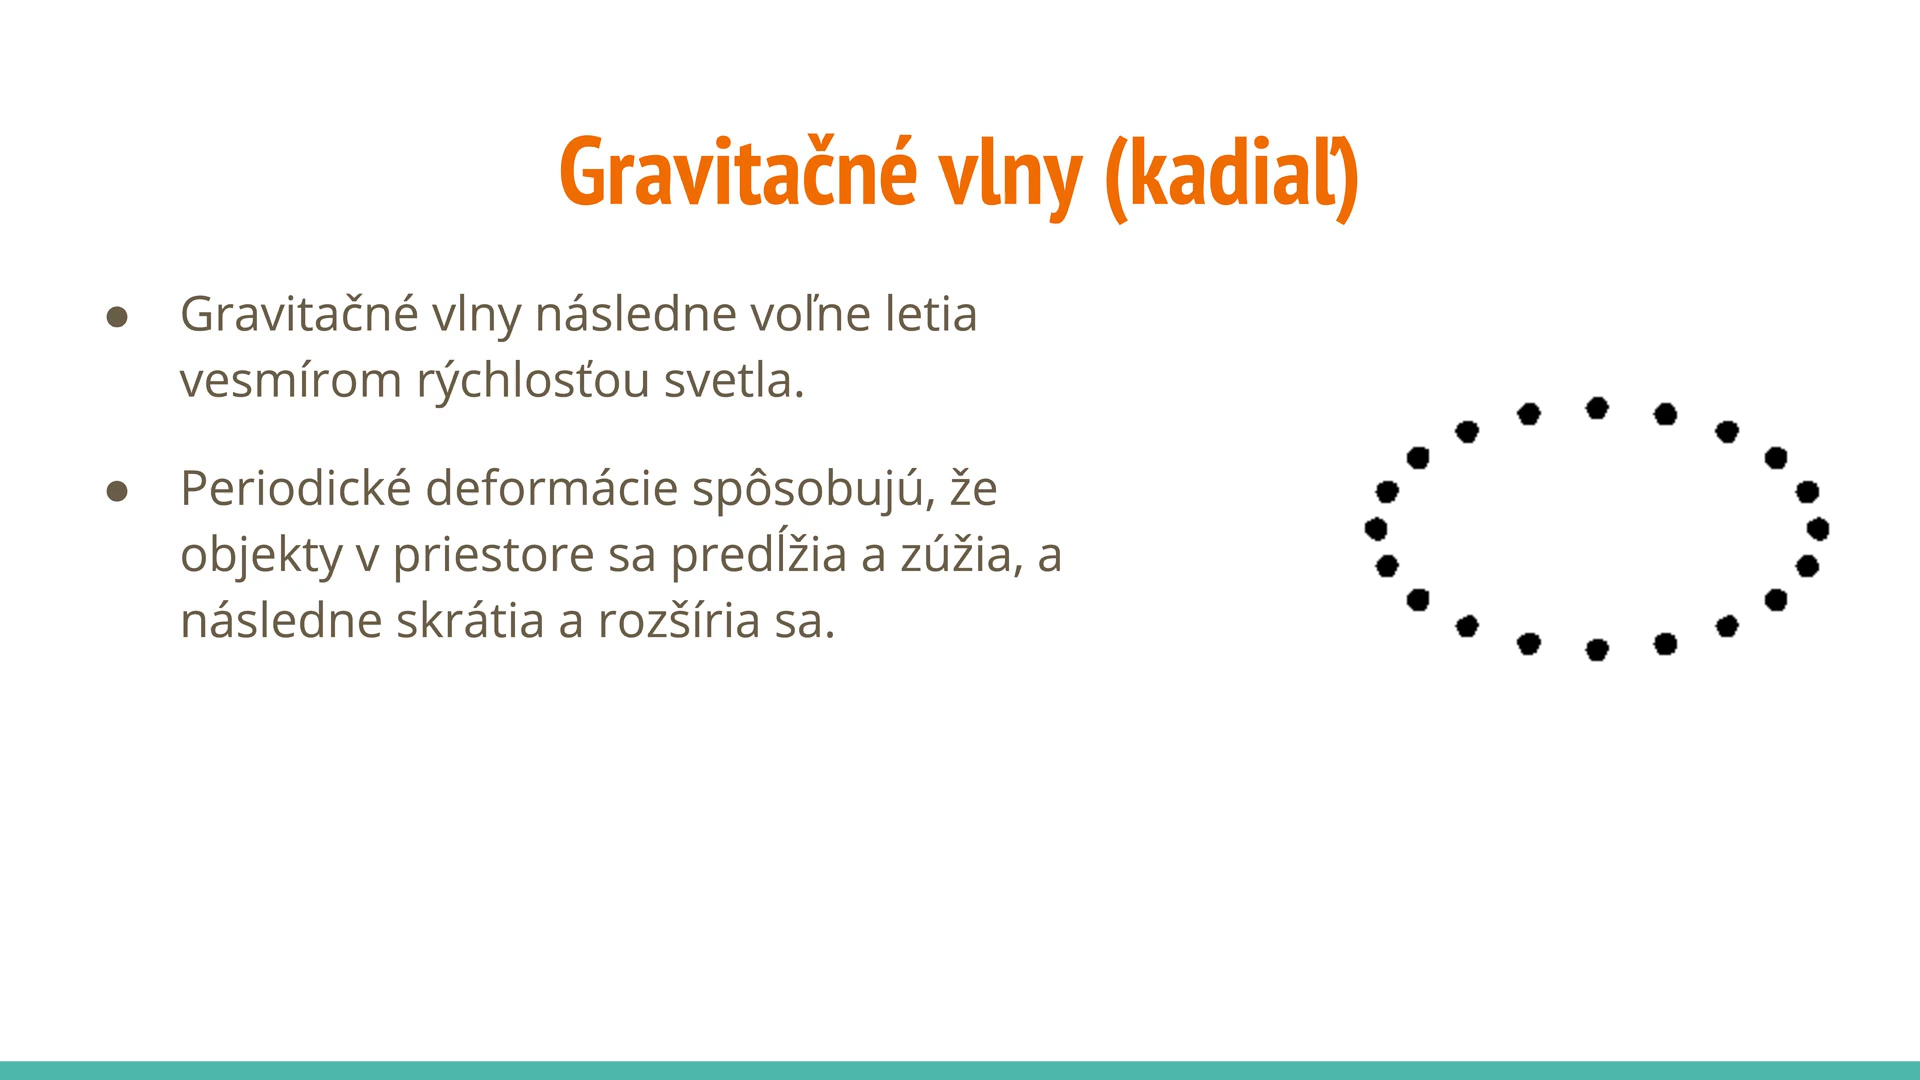 Gravitačné vlny (kadiaľ)
● Gravitačné vlny následne voľne letia
vesmírom rýchlosťou svetla.
● Periodické deformácie spôsobujú, že
objekty v priestore sa predĺžia a zúžia, a
následne skrátia a rozšíria sa.